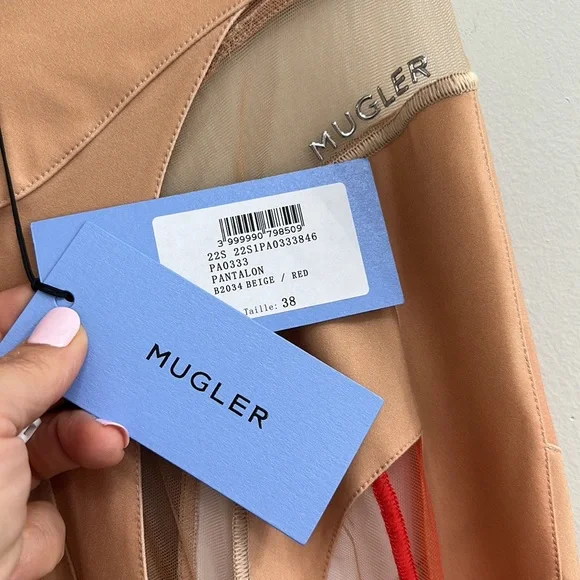 MUGLER
3 999990 798509
22S 22S1PA0333846
PA0333
PANTALON
B2034 BEIGE / RED
Taille: 38
MUGLER